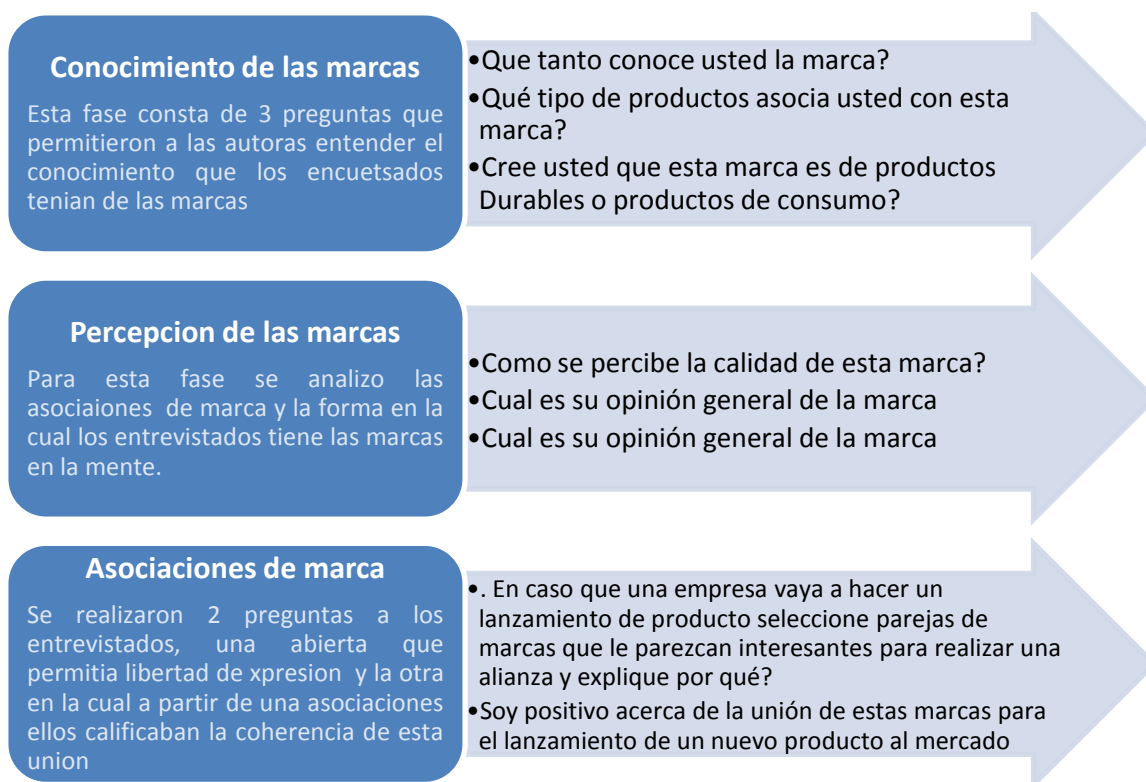 Conocimiento de las marcas
Esta fase consta de 3 preguntas que
permitieron a las autoras entender el
conocimiento que los encuetsados
tenian de las marcas
•Que tanto conoce usted la marca?
•Qué tipo de productos asocia usted con esta
marca?
•Cree usted que esta marca es de productos
Durables o productos de consumo?
Percepcion de las marcas
Para esta fase se analizo las
asociaiones de marca y la forma en la
cual los entrevistados tiene las marcas
en la mente.
•Como se percibe la calidad de esta marca?
•Cual es su opinión general de la marca
•Cual es su opinión general de la marca
Asociaciones de marca
Se realizaron 2 preguntas a los
entrevistados, una abierta que
permitia libertad de xpresion y la otra
en la cual a partir de una asociaciones
ellos calificaban la coherencia de esta
union
•. En caso que una empresa vaya a hacer un
lanzamiento de producto seleccione parejas de
marcas que le parezcan interesantes para realizar una
alianza y explique por qué?
•Soy positivo acerca de la unión de estas marcas para
el lanzamiento de un nuevo producto al mercado